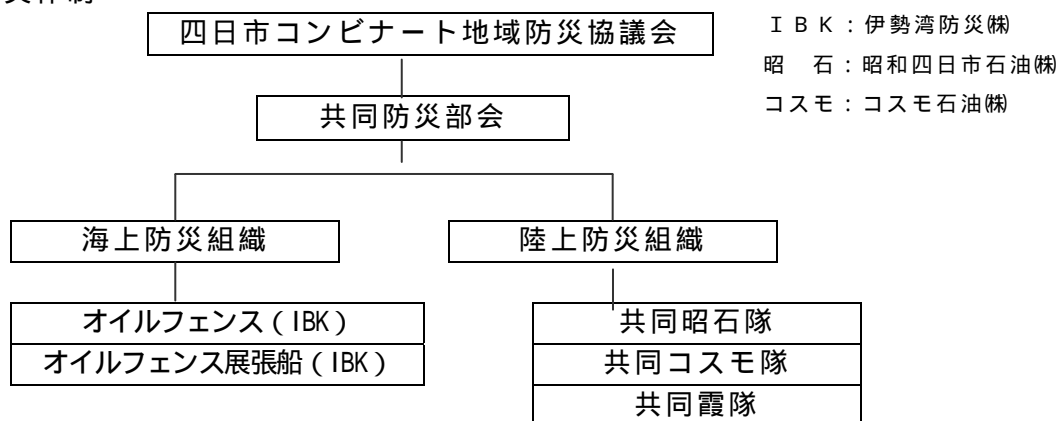 四日市コンビナート地域防災協議会
ＩＢＫ：伊勢湾防災㈱
昭　石：昭和四日市石油㈱
コスモ：コスモ石油㈱
共同防災部会
海上防災組織
陸上防災組織
オイルフェンス（IBK）
オイルフェンス展張船（IBK）
共同昭石隊
共同コスモ隊
共同霞隊